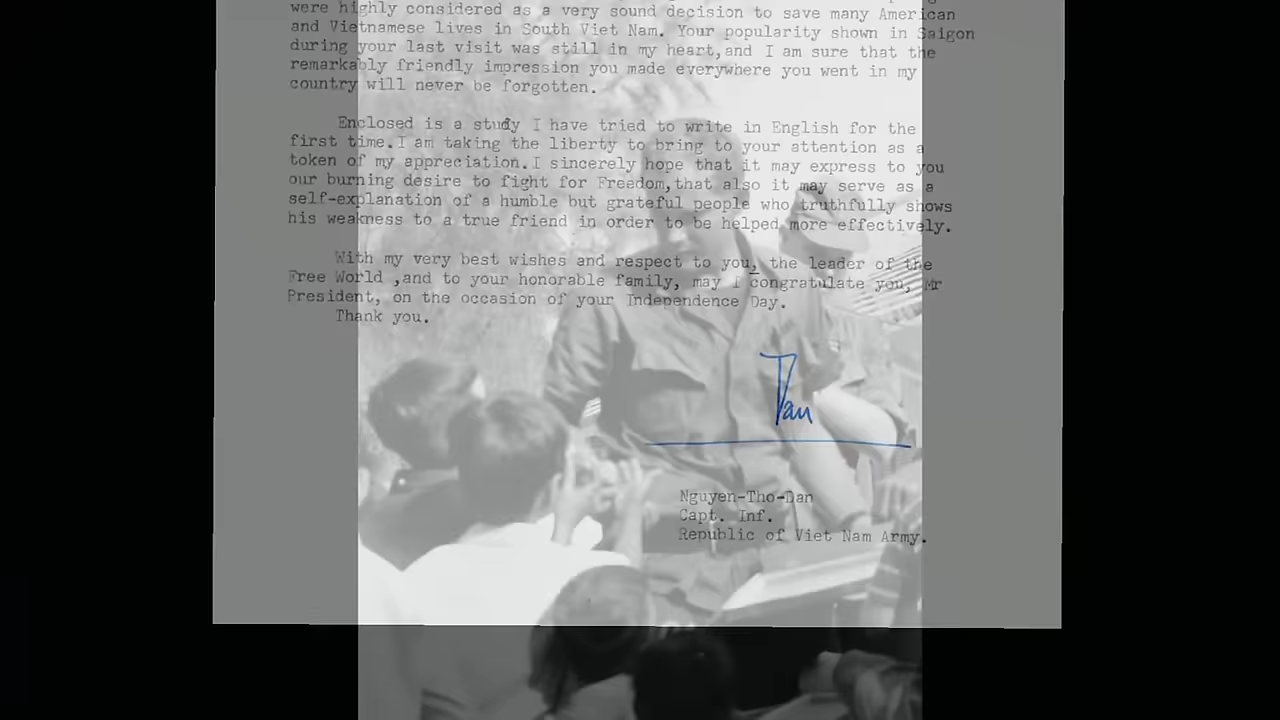 were highly considered as a very sound decision to save many American
and Vietnamese lives in South Viet Nam. Your popularity shown in Saigon
during your last visit was still in my heart,and I am sure that the
remarkably friendly impression you made everywhere you went in my
country will never be forgotten.
Enclosed is a study I have tried to write in English for the
first time.I am taking the liberty to bring to your attention as a
token of my appreciation.I sincerely hope that it may express to you
our burning desire to fight for Freedom,that also it may serve as a
self-explanation of a humble but grateful people who truthfully shows
his weakness to a true friend in order to be helped more effectively.
With my very best wishes and respect to you, the leader of the
Free World ,and to your honorable family, may I congratulate you, Mr
President, on the occasion of your Independence Day.
Thank you.
Dan
Nguyen-Tho-Dan
Capt. Inf.
Republic of Viet Nam Army.